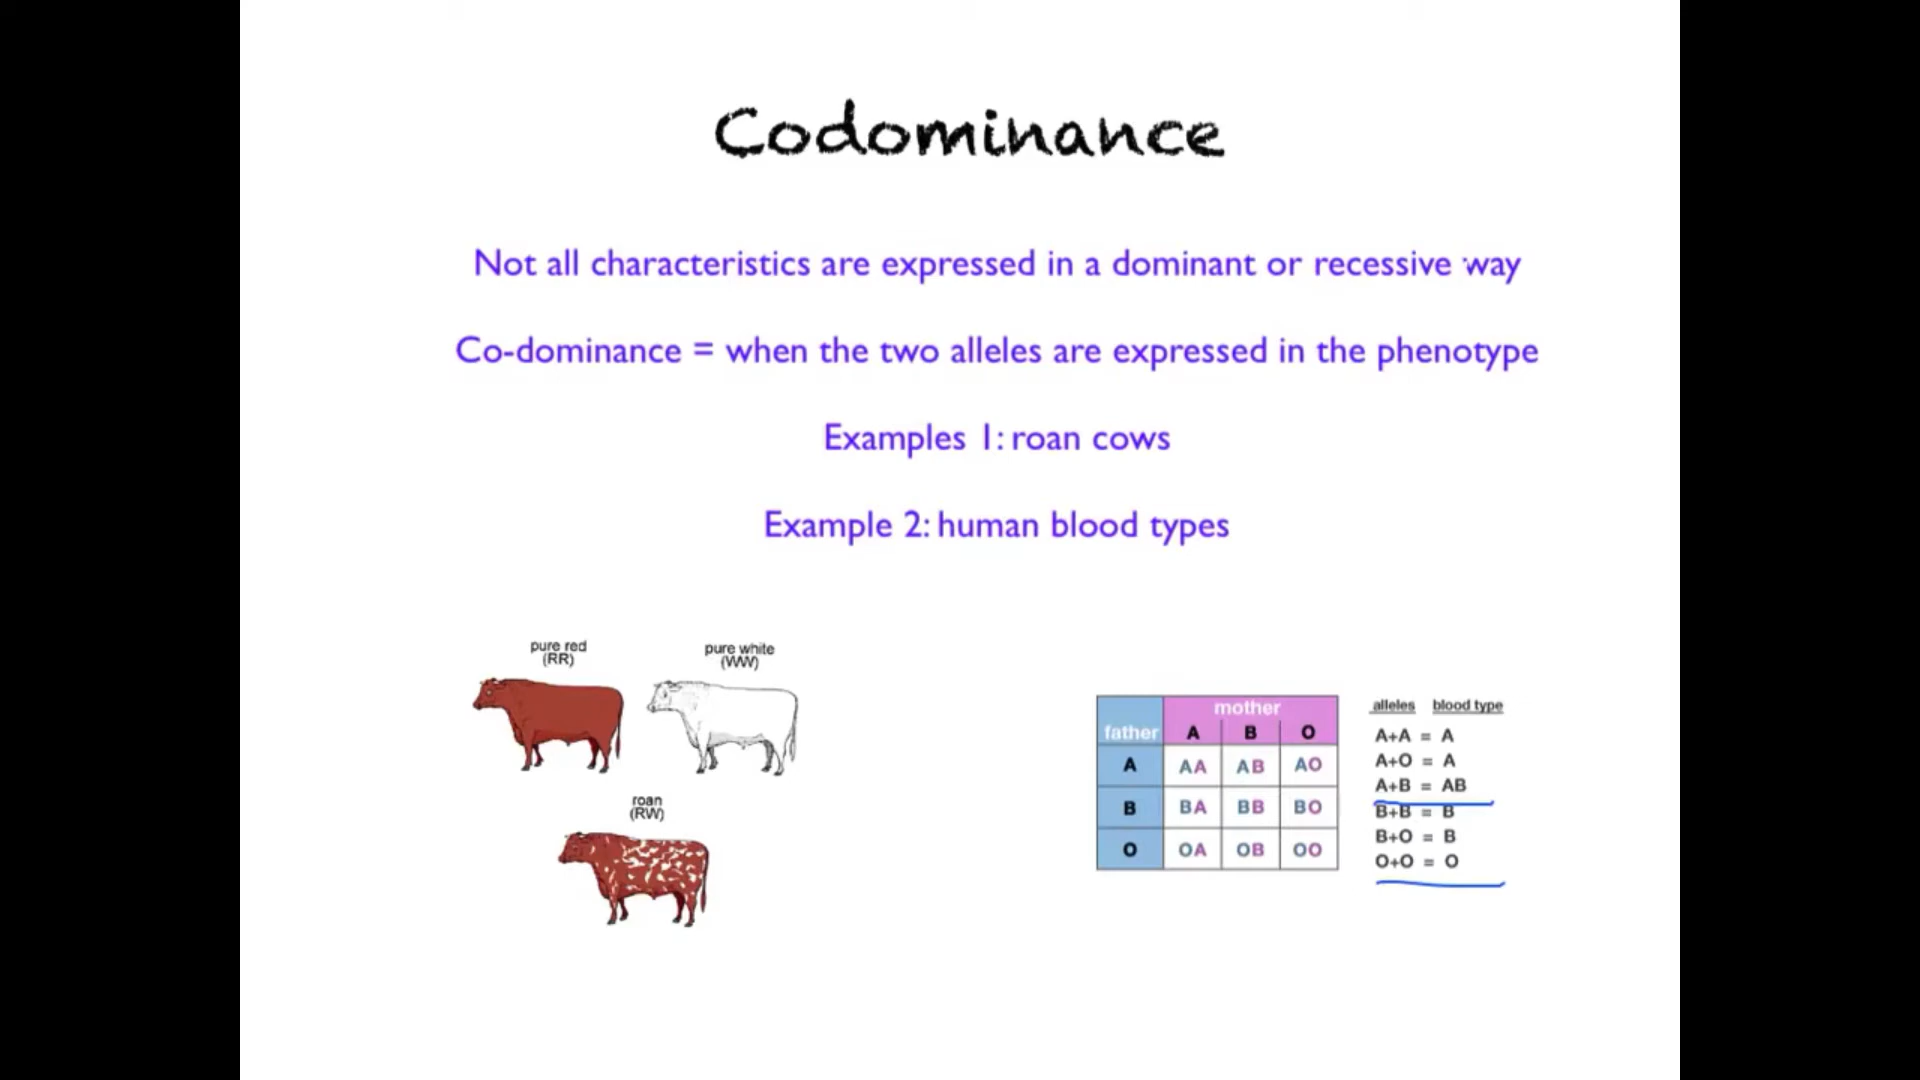 Codominance
Not all characteristics are expressed in a dominant or recessive way
Co-dominance = when the two alleles are expressed in the phenotype
Examples 1: roan cows
Example 2: human blood types
pure red
(RR)
pure white
(WW)
roan
(RW)
mother
father A B O
A AA AB AO
B BA BB BO
O OA OB OO
alleles blood type
A+A = A
A+O = A
A+B = AB
B+B = B
B+O = B
O+O = O